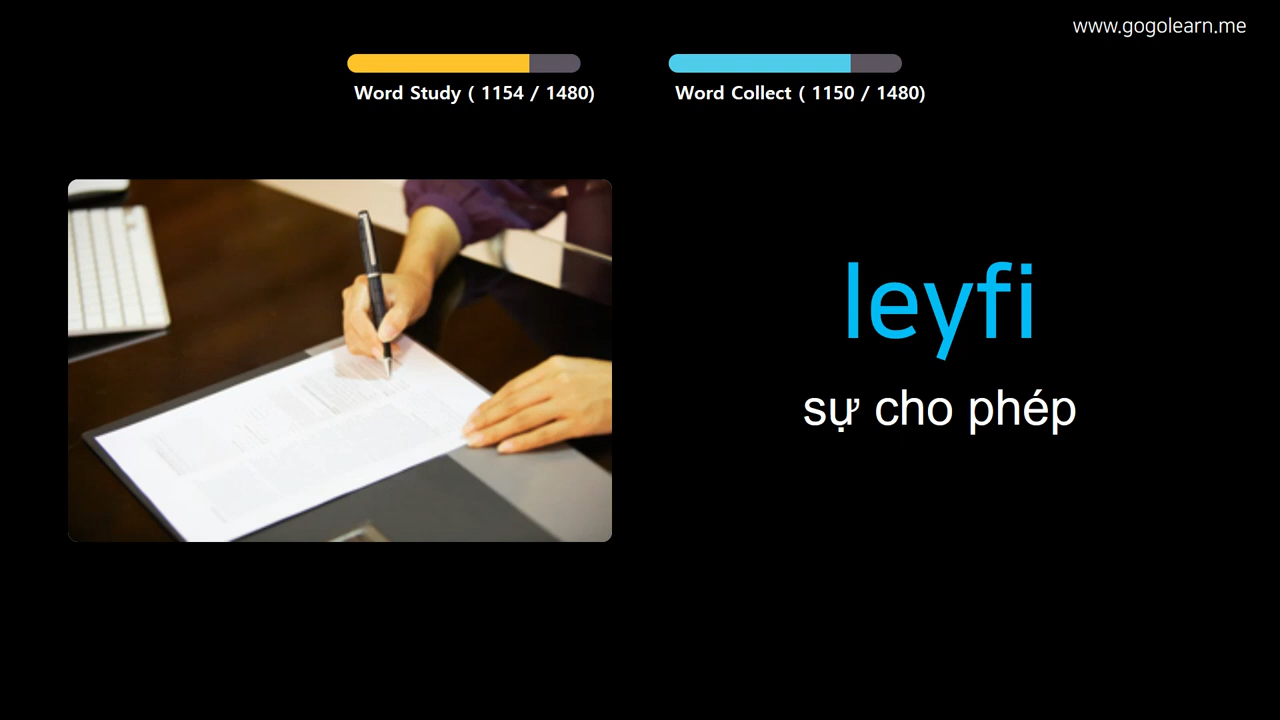 www.gogolearn.me
Word Study ( 1154 / 1480)
Word Collect ( 1150 / 1480)
leyfi
sự cho phép